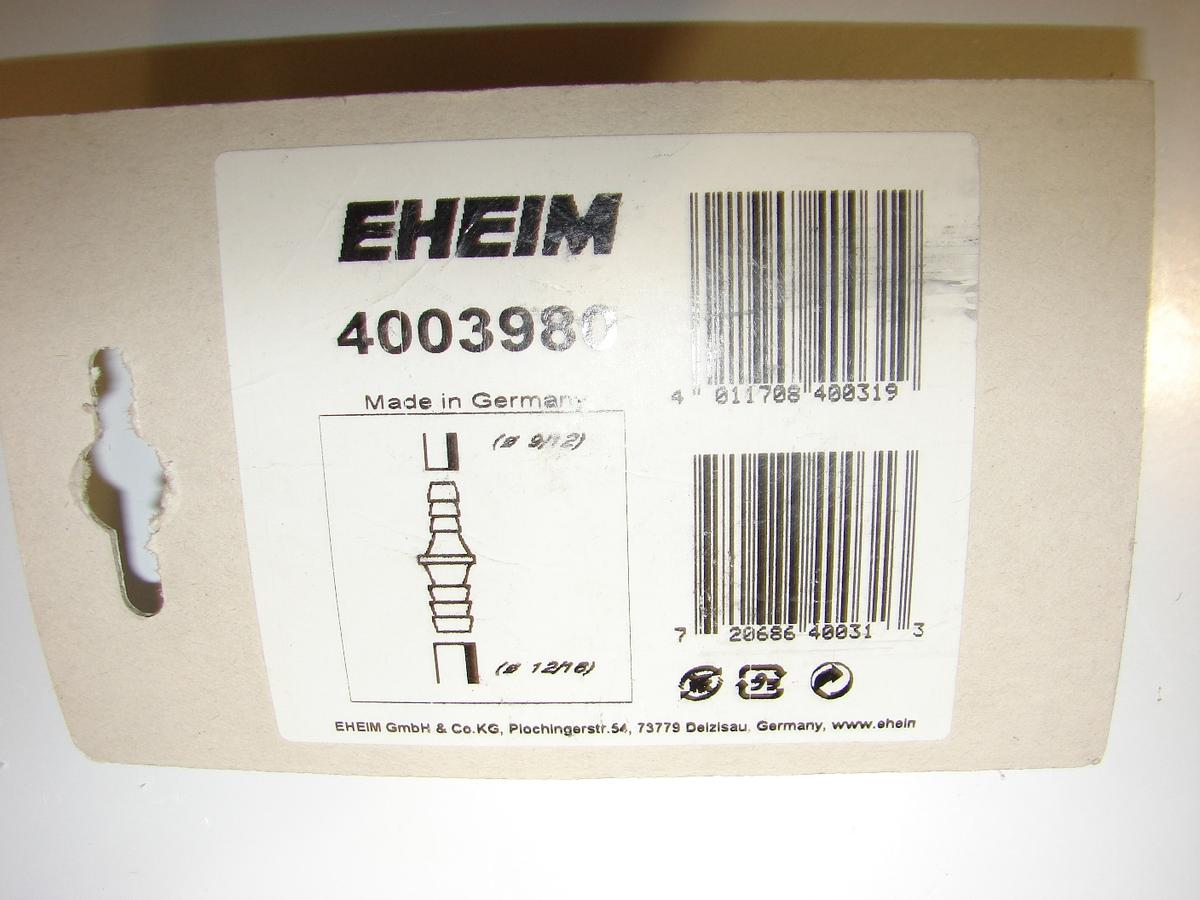 EHEIM
4003980
Made in Germany
(ø 9/12)
(ø 12/16)
4 011708 400319
7 20686 40031 3
EHEIM GmbH & Co.KG, Plochingerstr.54, 73779 Deizisau, Germany, www.eheim